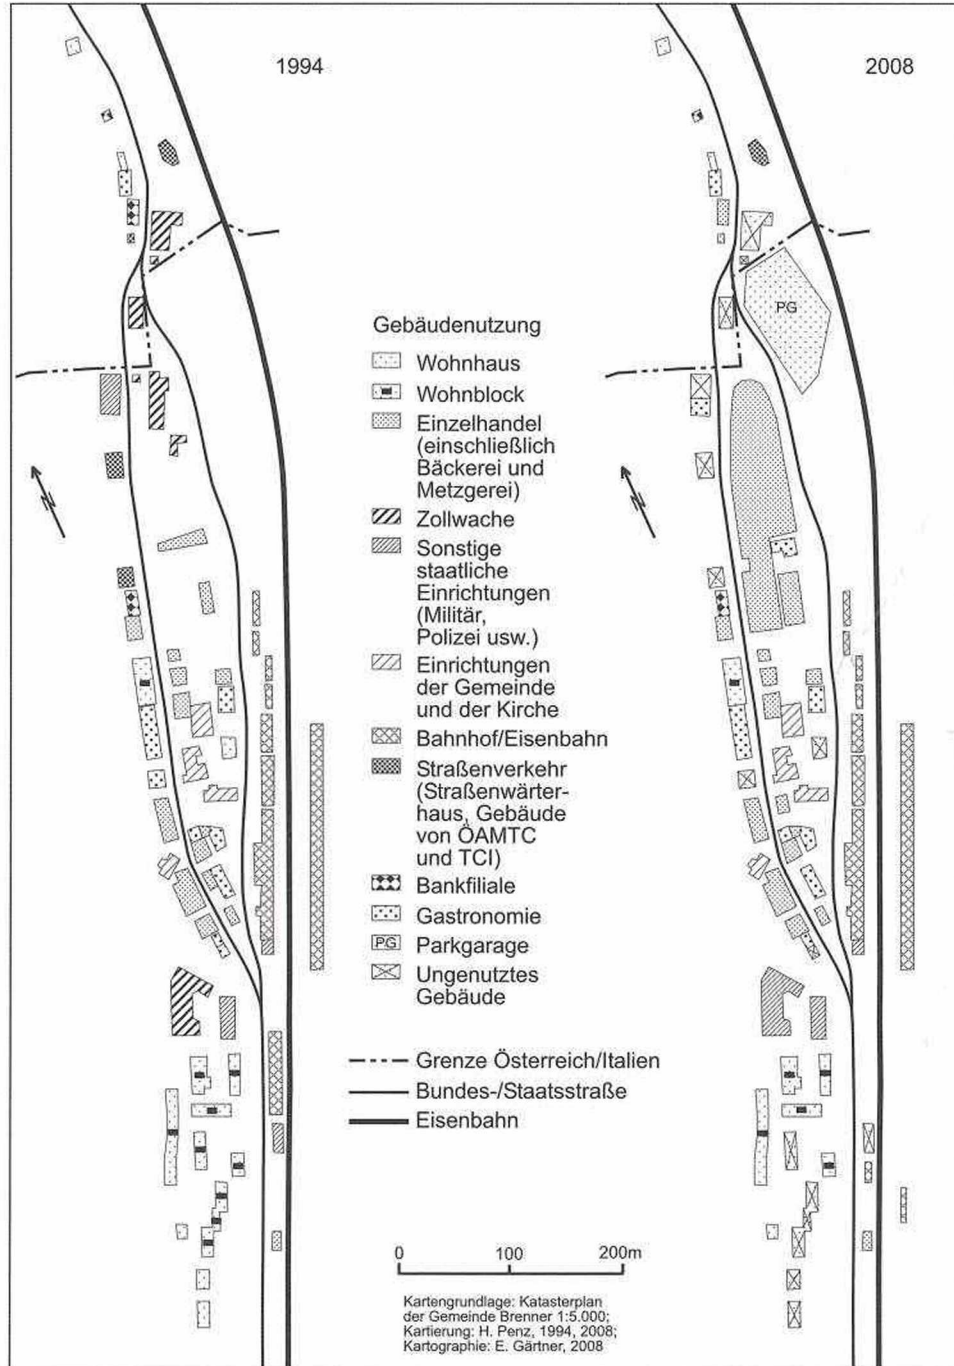 1994
2008
PG
Gebäudenutzung
Wohnhaus
Wohnblock
Einzelhandel
(einschließlich
Bäckerei und
Metzgerei)
Zollwache
Sonstige
staatliche
Einrichtungen
(Militär,
Polizei usw.)
Einrichtungen
der Gemeinde
und der Kirche
Bahnhof/Eisenbahn
Straßenverkehr
(Straßenwärter-
haus, Gebäude
von ÖAMTC
und TCI)
Bankfiliale
Gastronomie
PG Parkgarage
Ungenutztes
Gebäude
Grenze Österreich/Italien
Bundes-/Staatsstraße
Eisenbahn
0 100 200m
Kartengrundlage: Katasterplan
der Gemeinde Brenner 1:5.000;
Kartierung: H. Penz, 1994, 2008;
Kartographie: E. Gärtner, 2008